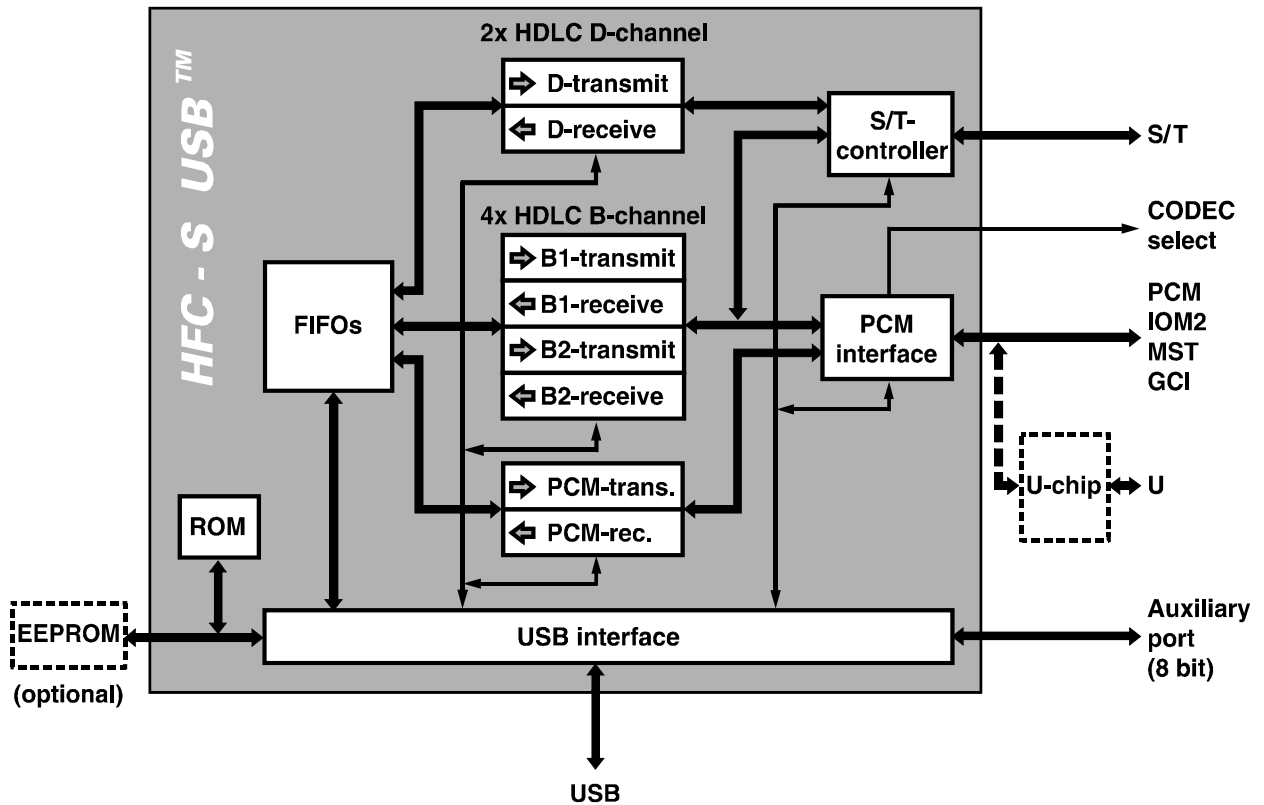 HFC - S USB™
2x HDLC D-channel
D-transmit
D-receive
S/T-
controller
S/T
4x HDLC B-channel
B1-transmit
B1-receive
B2-transmit
B2-receive
CODEC
select
FIFOs
PCM
interface
PCM
IOM2
MST
GCI
PCM-trans.
PCM-rec.
U-chip
U
ROM
EEPROM
(optional)
USB interface
Auxiliary
port
(8 bit)
USB